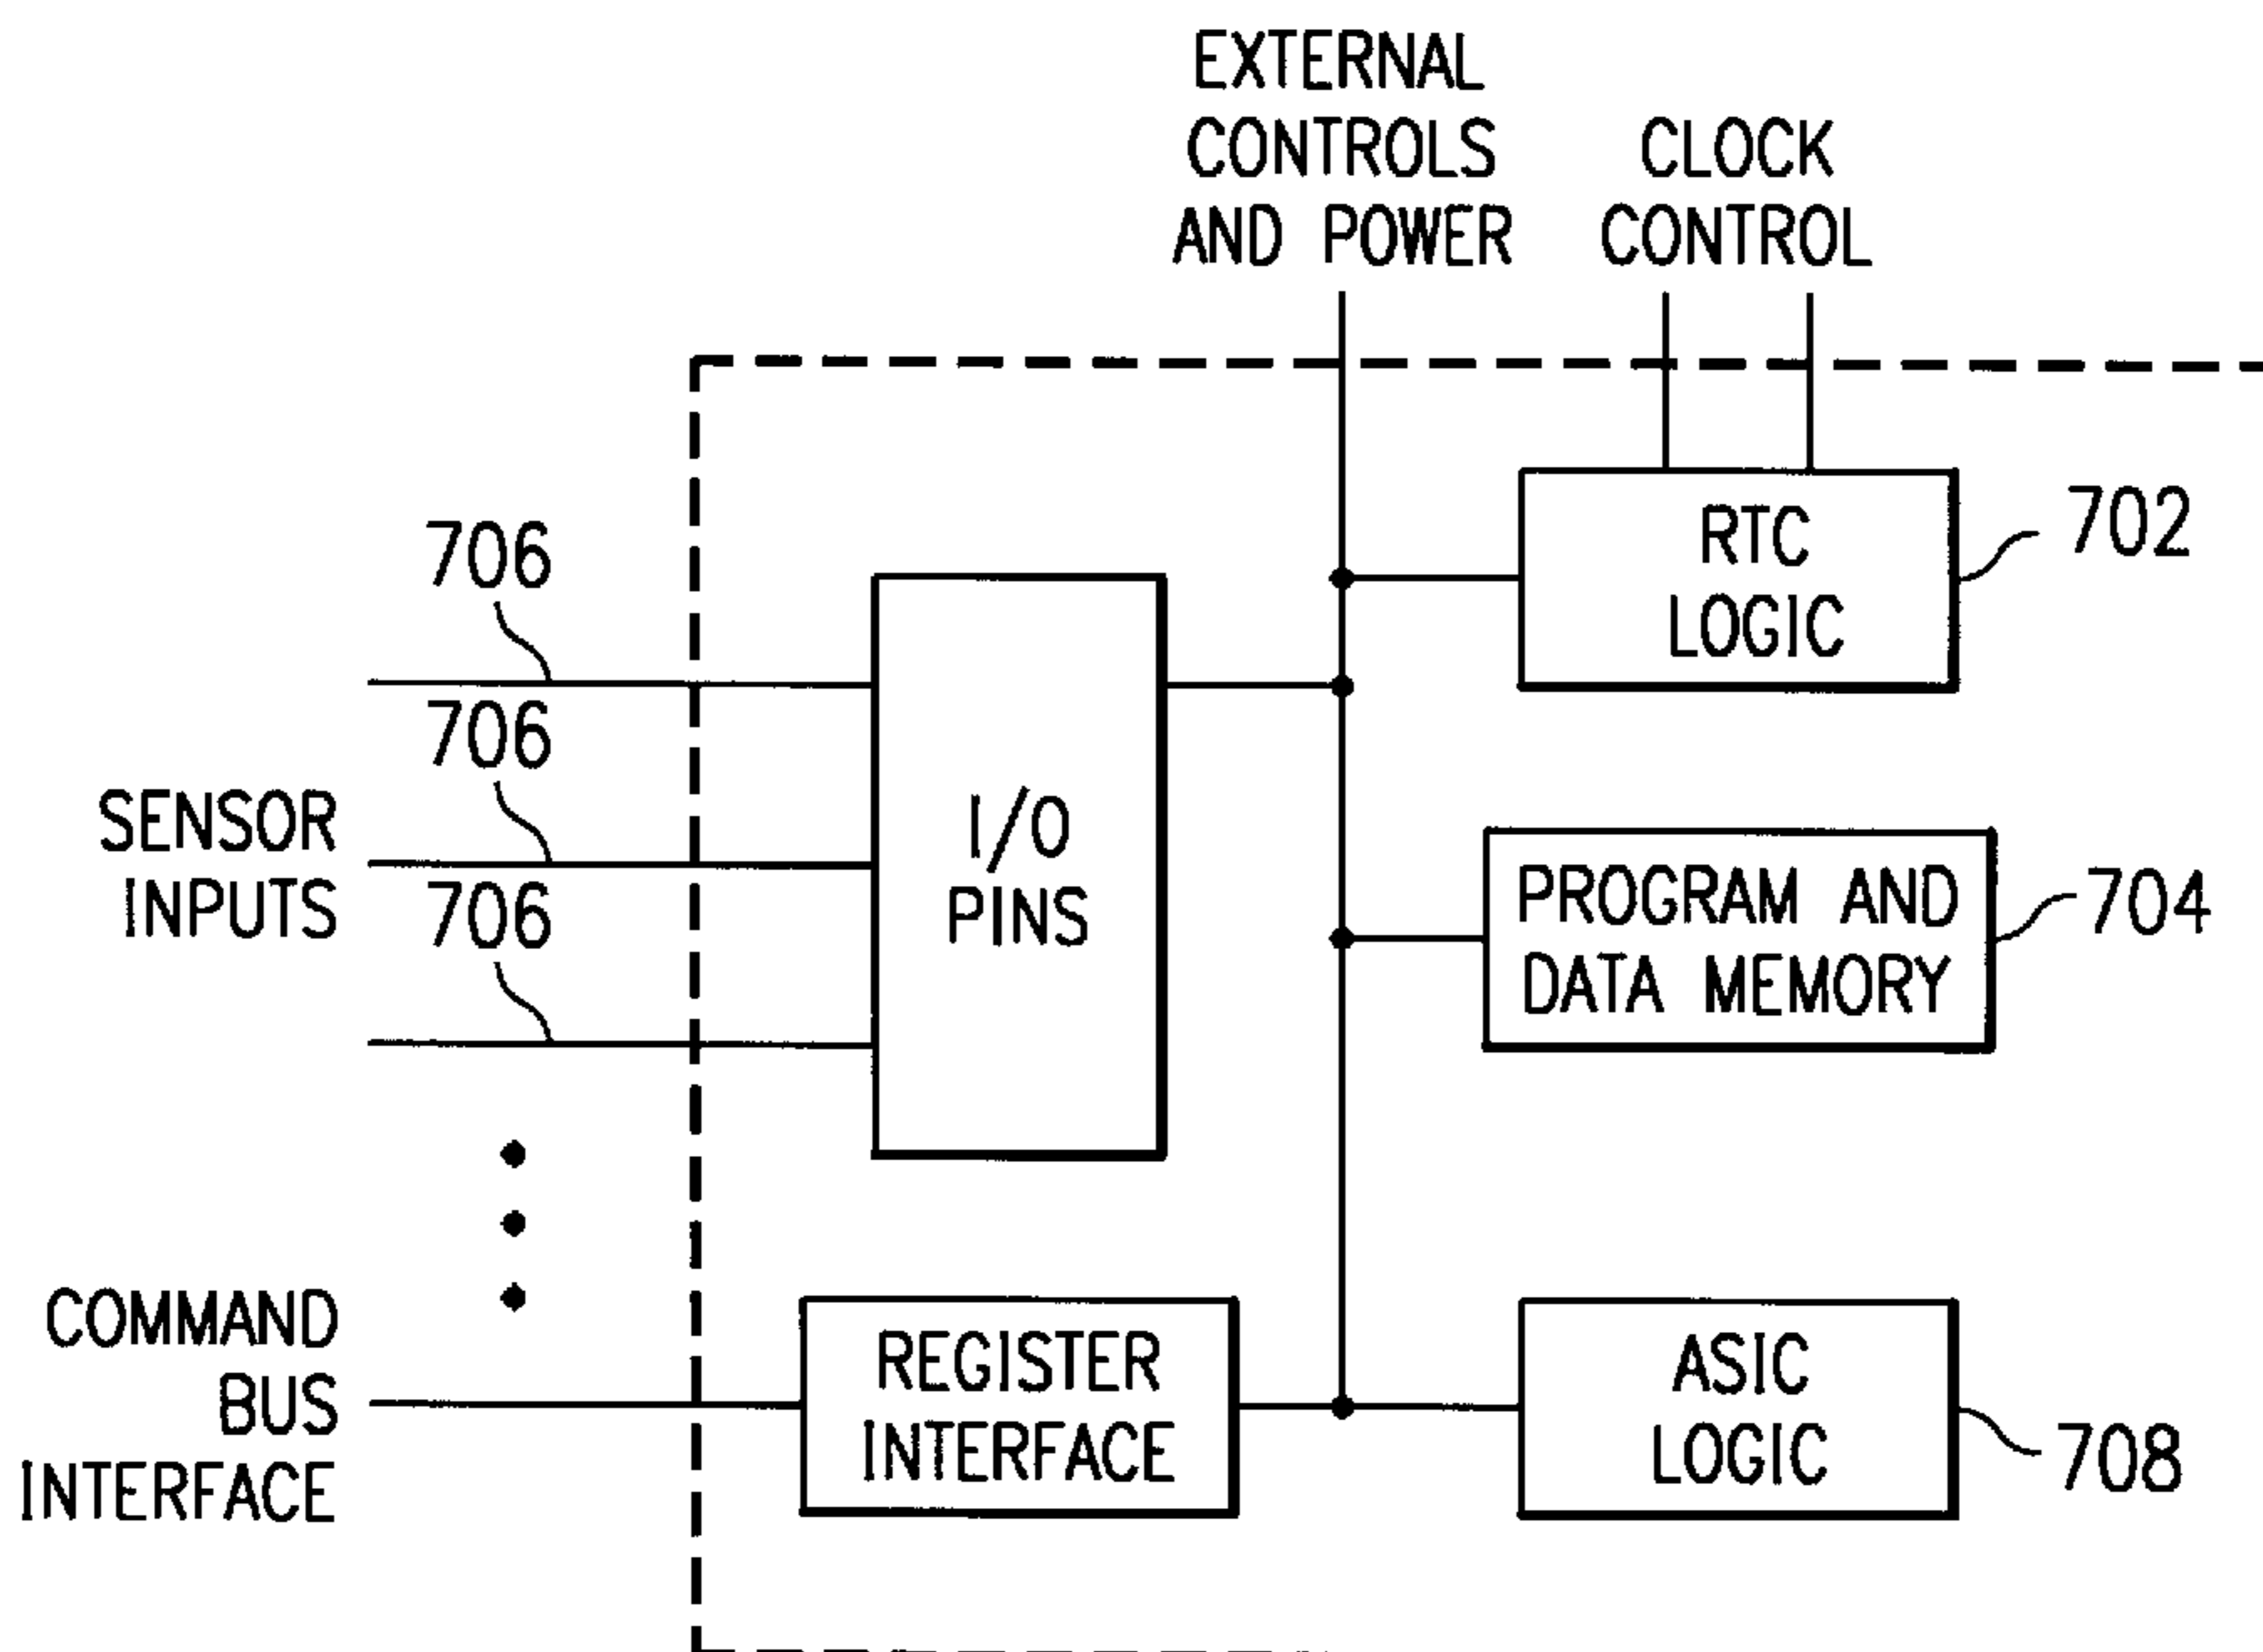 EXTERNAL
CONTROLS
AND POWER
CLOCK
CONTROL
RTC
LOGIC
702
706
706
706
SENSOR
INPUTS
I/O
PINS
PROGRAM AND
DATA MEMORY
704
COMMAND
BUS
INTERFACE
REGISTER
INTERFACE
ASIC
LOGIC
708